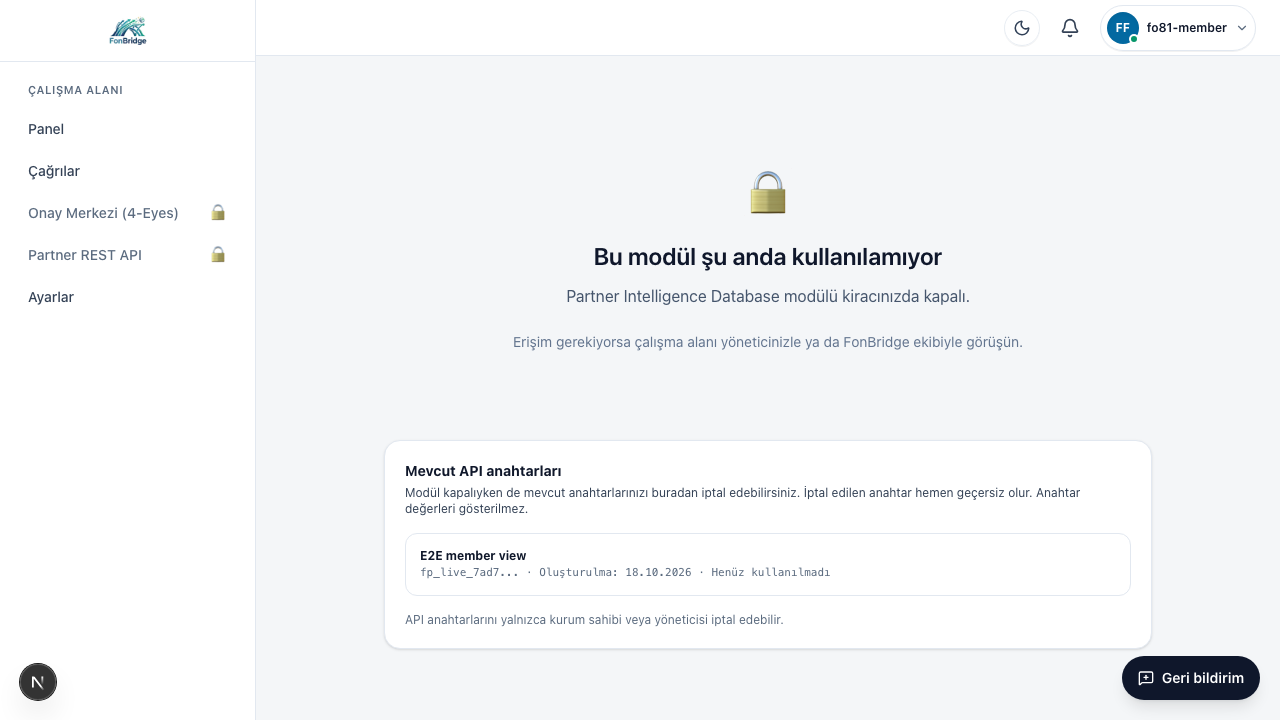 FonBridge
FF
fo81-member
ÇALIŞMA ALANI
Panel
Çağrılar
Onay Merkezi (4-Eyes)
Partner REST API
Ayarlar
Bu modül şu anda kullanılamıyor
Partner Intelligence Database modülü kiracınızda kapalı.
Erişim gerekiyorsa çalışma alanı yöneticinizle ya da FonBridge ekibiyle görüşün.
Mevcut API anahtarları
Modül kapalıyken de mevcut anahtarlarınızı buradan iptal edebilirsiniz. İptal edilen anahtar hemen geçersiz olur. Anahtar
değerleri gösterilmez.
E2E member view
fp_live_7ad7... · Oluşturulma: 18.10.2026 · Henüz kullanılmadı
API anahtarlarını yalnızca kurum sahibi veya yöneticisi iptal edebilir.
N
Geri bildirim